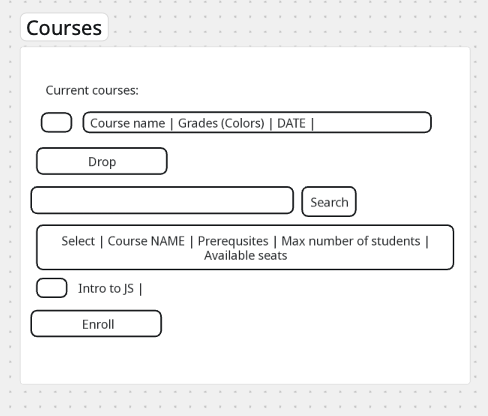 Courses
Current courses:
Course name | Grades (Colors) | DATE |
Drop
Search
Select | Course NAME | Prerequsites | Max number of students |
Available seats
Intro to JS |
Enroll